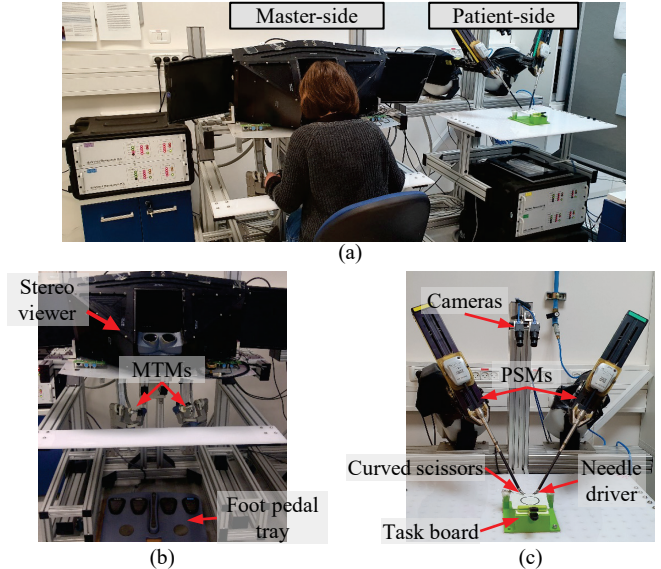 Master-side
Patient-side
(a)
Stereo
viewer
MTMs
Foot pedal
tray
(b)
Cameras
PSMs
Curved scissors
Needle
driver
Task board
(c)